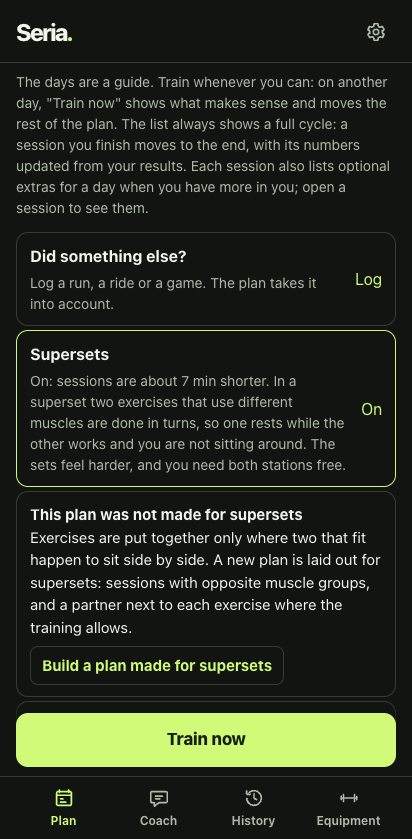 Seria.
The days are a guide. Train whenever you can: on another
day, "Train now" shows what makes sense and moves the
rest of the plan. The list always shows a full cycle: a
session you finish moves to the end, with its numbers
updated from your results. Each session also lists optional
extras for a day when you have more in you; open a
session to see them.
Did something else?
Log a run, a ride or a game. The plan takes it
into account.
Log
Supersets
On: sessions are about 7 min shorter. In a
superset two exercises that use different
muscles are done in turns, so one rests while the
other works and you are not sitting around. The
sets feel harder, and you need both stations free.
On
This plan was not made for supersets
Exercises are put together only where two that fit
happen to sit side by side. A new plan is laid out for
supersets: sessions with opposite muscle groups,
and a partner next to each exercise where the
training allows.
Build a plan made for supersets
Train now
Plan
Coach
History
Equipment